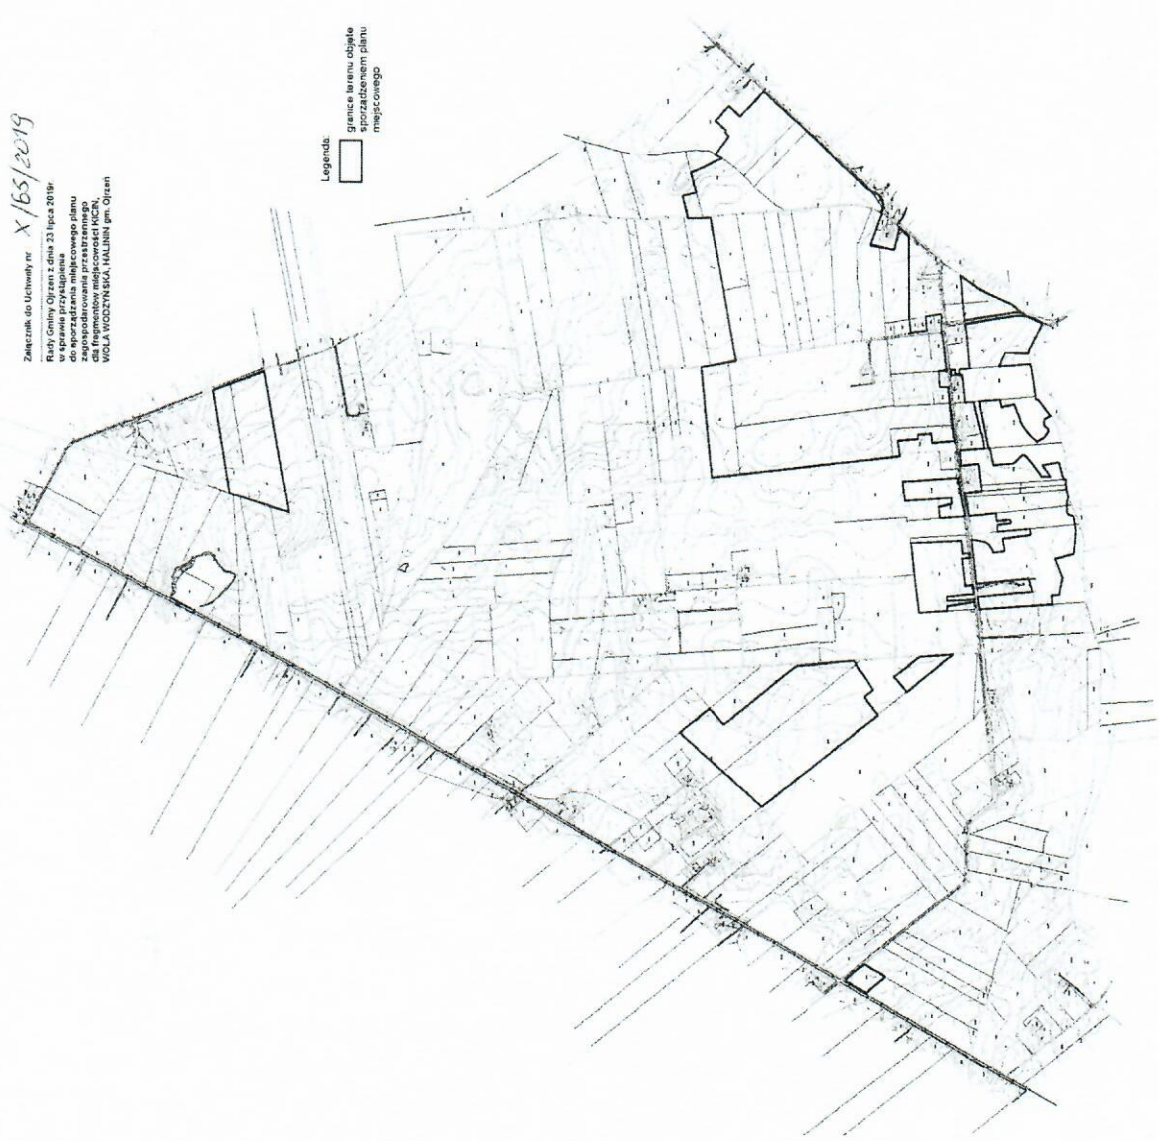 Załącznik do Uchwały nr X/65/2019
Rady Gminy Ojrzeń z dnia 23 lipca 2019r.
w sprawie przystąpienia
do sporządzania miejscowego planu
zagospodarowania przestrzennego
dla fragmentów miejscowości KICIN,
WOLA WODZYŃSKA, HALININ gm. Ojrzeń
Legenda:
granice terenu objęte
sporządzeniem planu
miejscowego